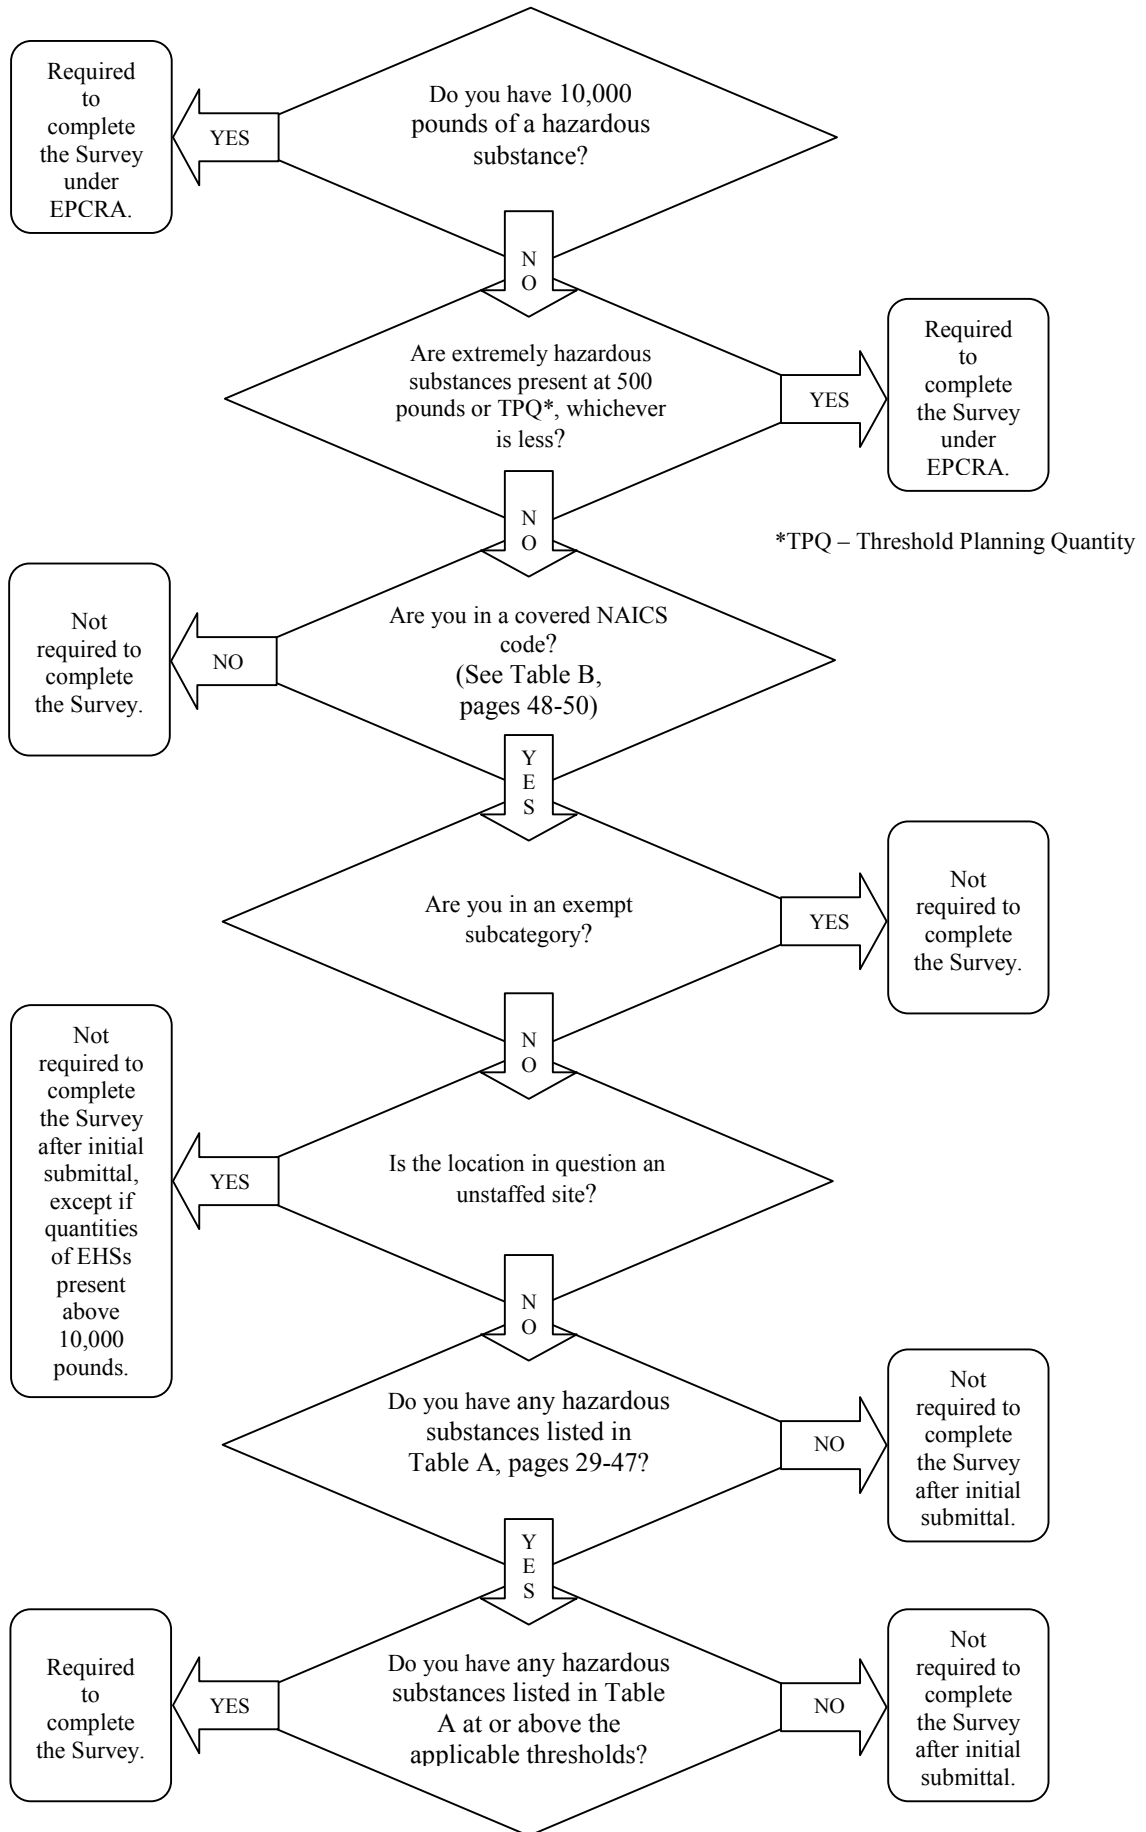 Do you have 10,000
pounds of a hazardous
substance?
YES
Required
to
complete
the Survey
under
EPCRA.
N
O
Are extremely hazardous
substances present at 500
pounds or TPQ*, whichever
is less?
YES
Required
to
complete
the Survey
under
EPCRA.
*TPQ – Threshold Planning Quantity
N
O
Are you in a covered NAICS
code?
(See Table B,
pages 48-50)
NO
Not
required to
complete
the Survey.
Y
E
S
Are you in an exempt
subcategory?
YES
Not
required to
complete
the Survey.
N
O
Is the location in question an
unstaffed site?
YES
Not
required to
complete
the Survey
after initial
submittal,
except if
quantities
of EHSs
present
above
10,000
pounds.
N
O
Do you have any hazardous
substances listed in
Table A, pages 29-47?
NO
Not
required to
complete
the Survey
after initial
submittal.
Y
E
S
Do you have any hazardous
substances listed in Table
A at or above the
applicable thresholds?
YES
Required
to
complete
the Survey.
NO
Not
required to
complete
the Survey
after initial
submittal.